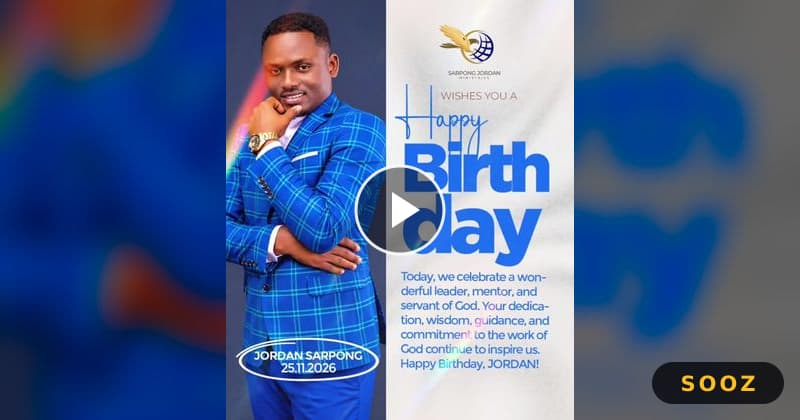 SARPONG JORDAN
MINISTRIES
WISHES YOU A
Happy
Birth
day
Today, we celebrate a won-
derful leader, mentor, and
servant of God. Your dedica-
tion, wisdom, guidance, and
commitment to the work of
God continue to inspire us.
Happy Birthday, JORDAN!
JORDAN SARPONG
25.11.2026
SOOZ